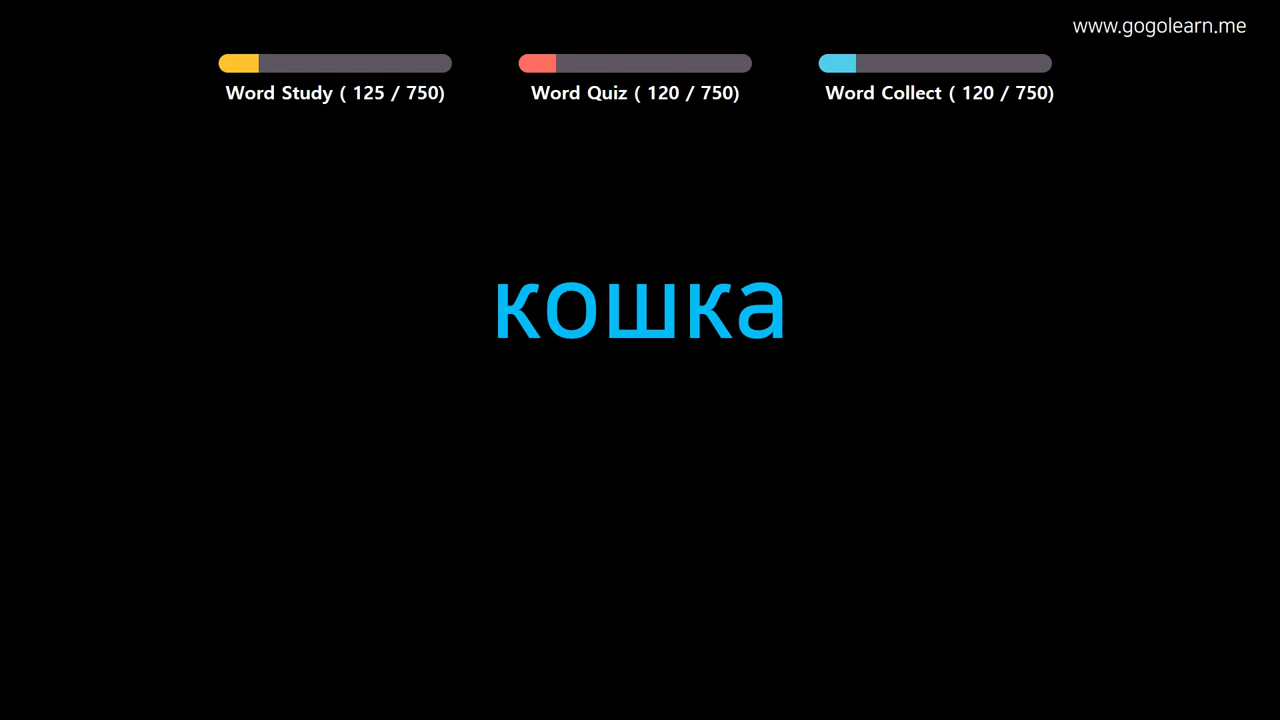 www.gogolearn.me
Word Study ( 125 / 750)
Word Quiz ( 120 / 750)
Word Collect ( 120 / 750)
кошка